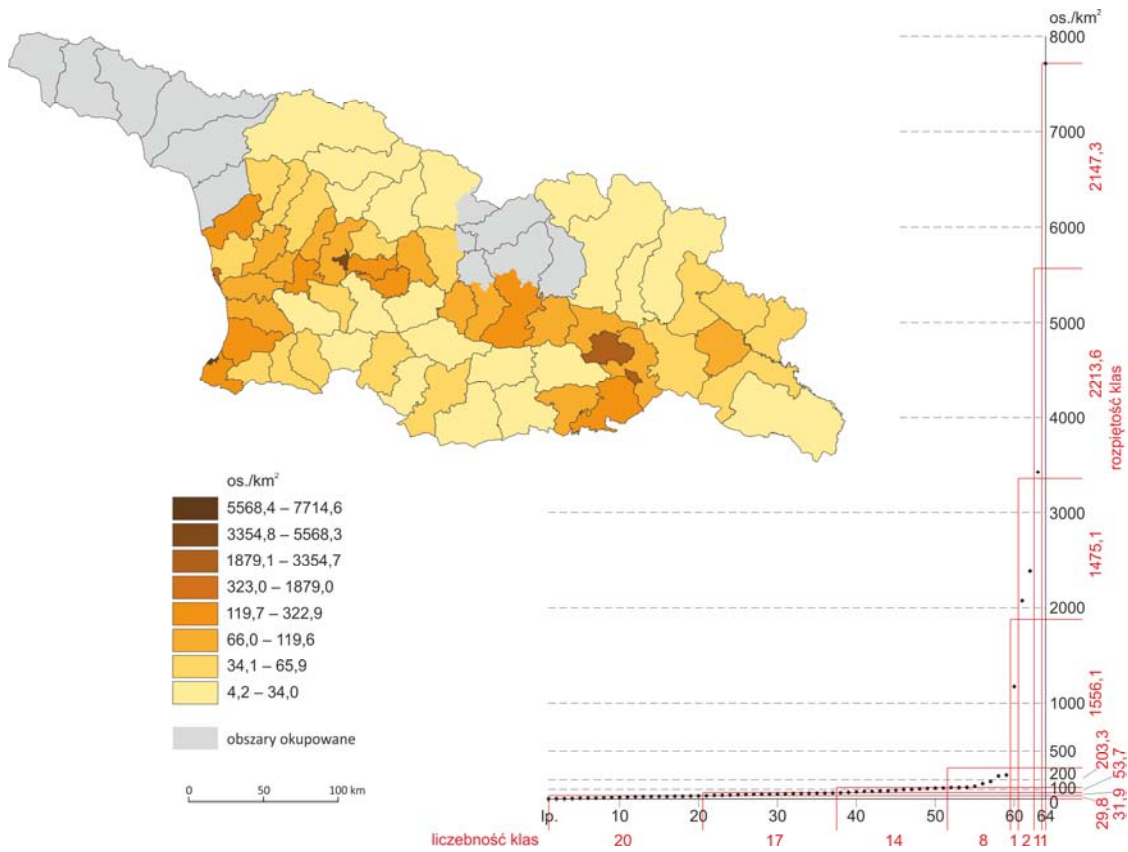 os./km²
8000
7000
6000
5000
4000
3000
2000
1000
500
200
100
0
2147,3
2213,6
rozpiętość klas
1475,1
1556,1
203,3
53,7
31,9
29,8
os./km²
5568,4 – 7714,6
3354,8 – 5568,3
1879,1 – 3354,7
323,0 – 1879,0
119,7 – 322,9
66,0 – 119,6
34,1 – 65,9
4,2 – 34,0
obszary okupowane
0 50 100 km
lp. 10 20 30 40 50 60 64
liczebność klas 20 17 14 8 1 2 1 1